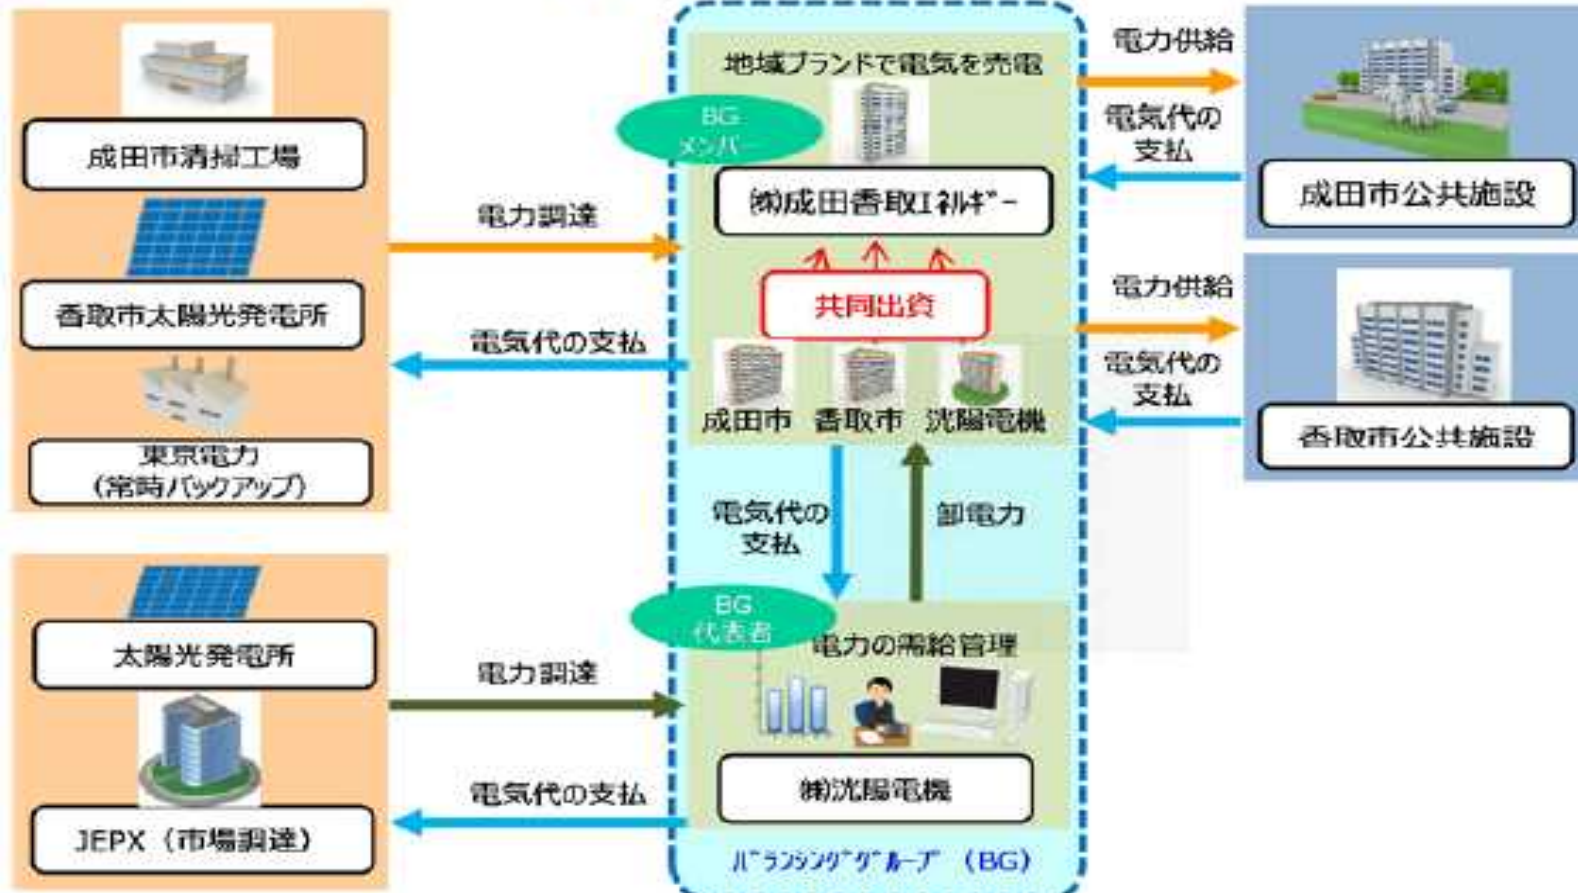 成田市清掃工場
香取市太陽光発電所
東京電力
(常時バックアップ)
電力調達
電気代の支払
太陽光発電所
JEPX（市場調達）
電力調達
電気代の支払
地域ブランドで電気を売電
BG
メンバー
㈱成田香取ｴﾈﾙｷﾞｰ
共同出資
成田市
香取市
洸陽電機
電気代の
支払
卸電力
BG
代表者
電力の需給管理
㈱洸陽電機
ﾊﾞﾗﾝｼﾝｸﾞｸﾞﾙｰﾌﾟ（BG）
電力供給
電気代の
支払
成田市公共施設
電力供給
電気代の
支払
香取市公共施設